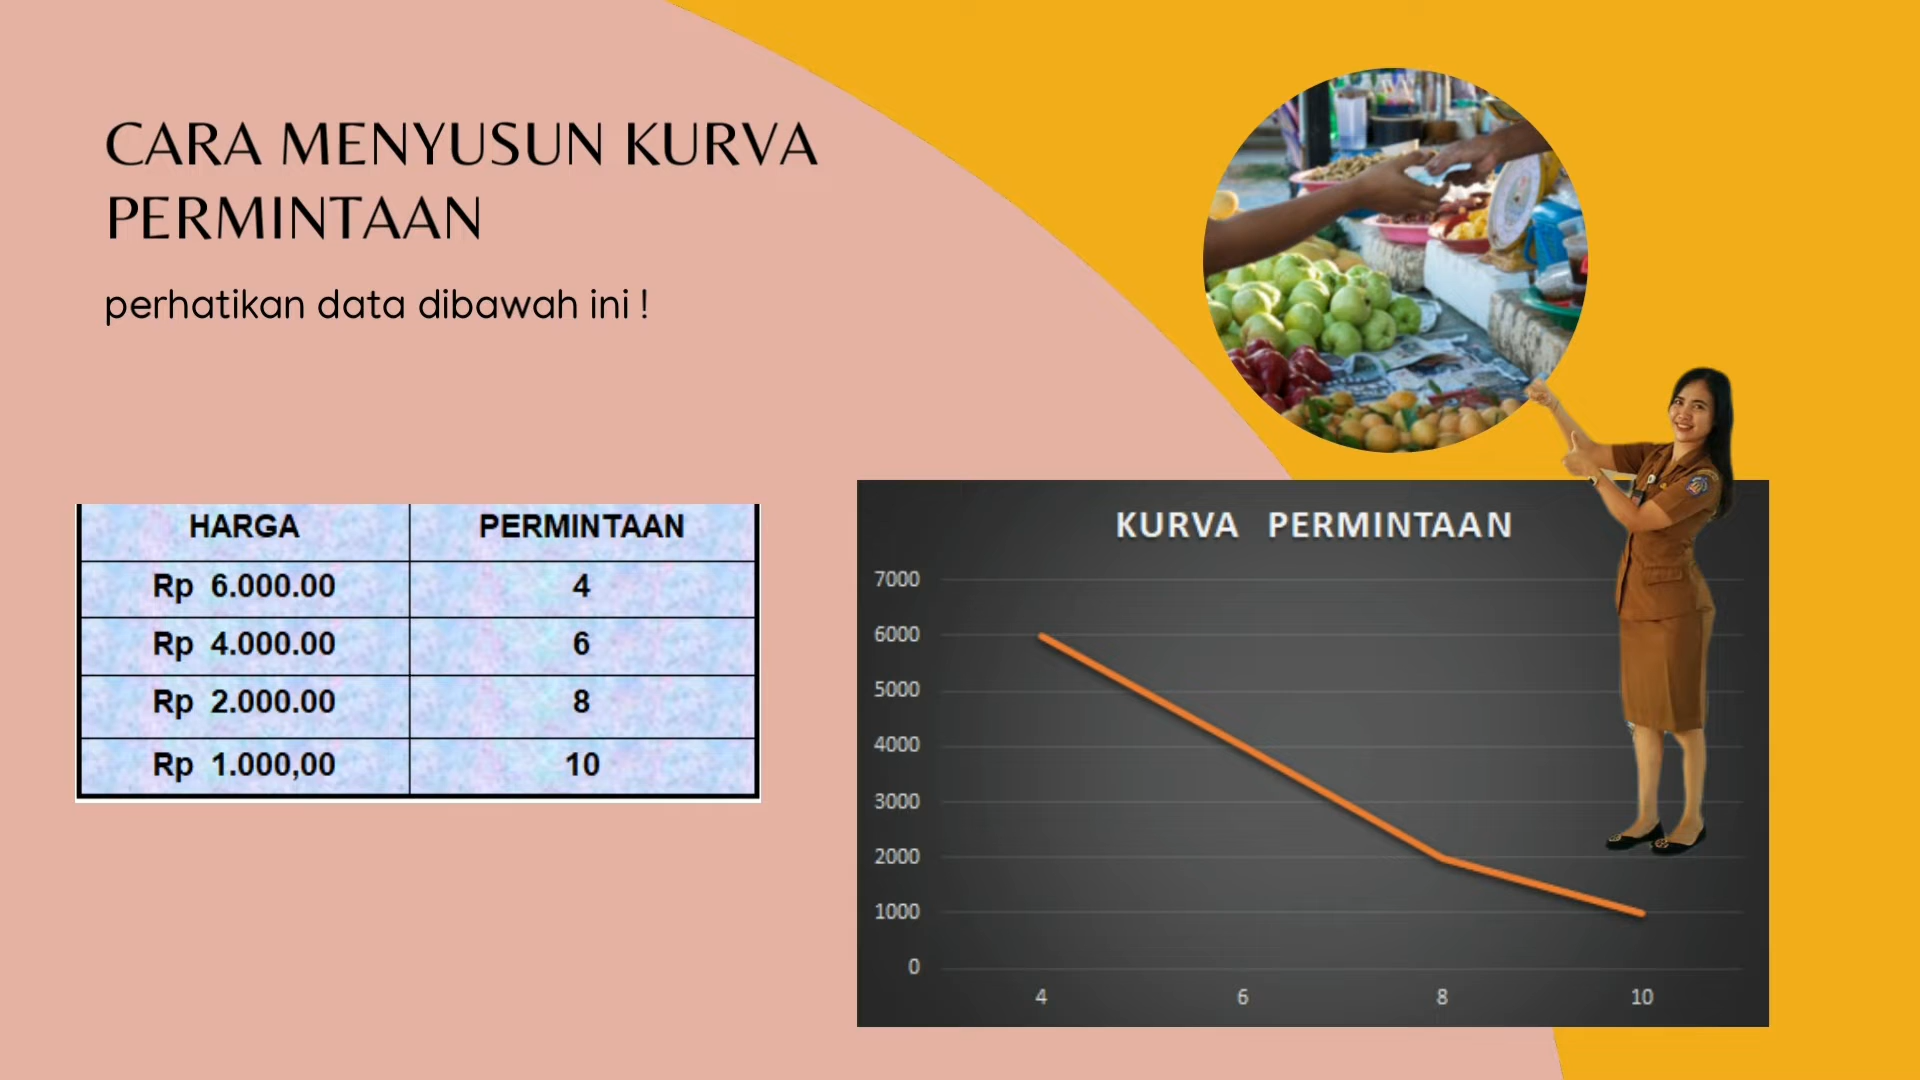 CARA MENYUSUN KURVA
PERMINTAAN
perhatikan data dibawah ini !
HARGA PERMINTAAN
Rp 6.000.00 4
Rp 4.000.00 6
Rp 2.000.00 8
Rp 1.000,00 10
KURVA PERMINTAAN
7000
6000
5000
4000
3000
2000
1000
0
4 6 8 10